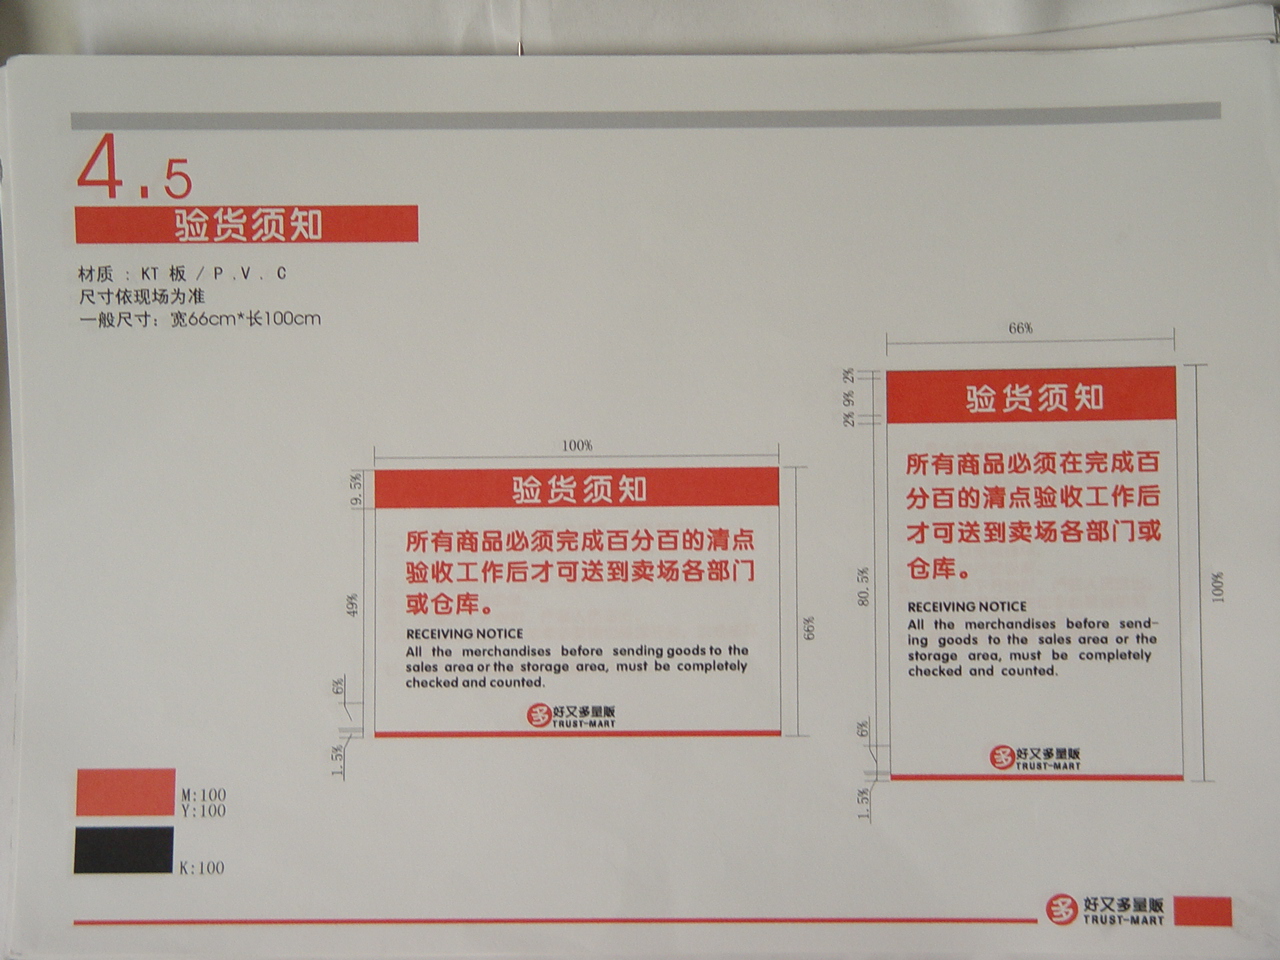 4.5
验货须知
材质 : KT 板 / P .V . C
尺寸依现场为准
一般尺寸：宽66cm*长100cm
100%
9.5%
49%
6%
1.5%
66%
验货须知
所有商品必须完成百分百的清点
验收工作后才可送到卖场各部门
或仓库。
RECEIVING NOTICE
All the merchandises before sending goods to the
sales area or the storage area, must be completely
checked and counted.
多 好又多量贩
TRUST-MART
66%
2%
9%
2%
80.5%
6%
1.5%
100%
验货须知
所有商品必须在完成百
分百的清点验收工作后
才可送到卖场各部门或
仓库。
RECEIVING NOTICE
All the merchandises before send-
ing goods to the sales area or the
storage area, must be completely
checked and counted.
多 好又多量贩
TRUST-MART
M:100
Y:100
K:100
多 好又多量贩
TRUST-MART